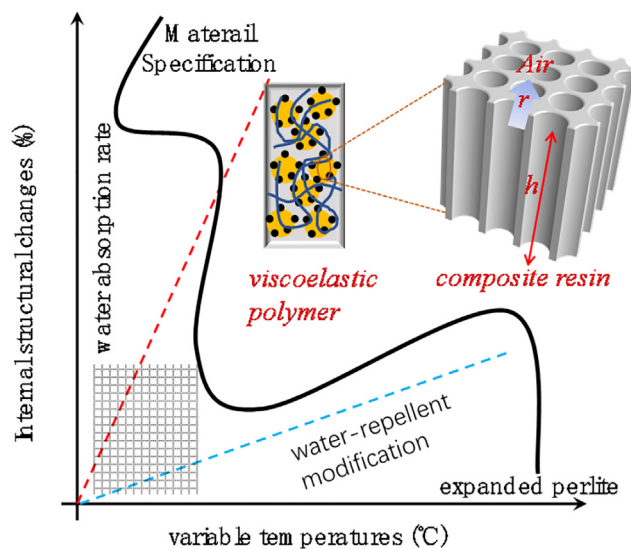 Materail
Specification
Air
r
h
composite resin
viscoelastic
polymer
water absorption rate
Internal structural changes (%)
water-repellent
modification
expanded perlite
variable temperatures (℃)